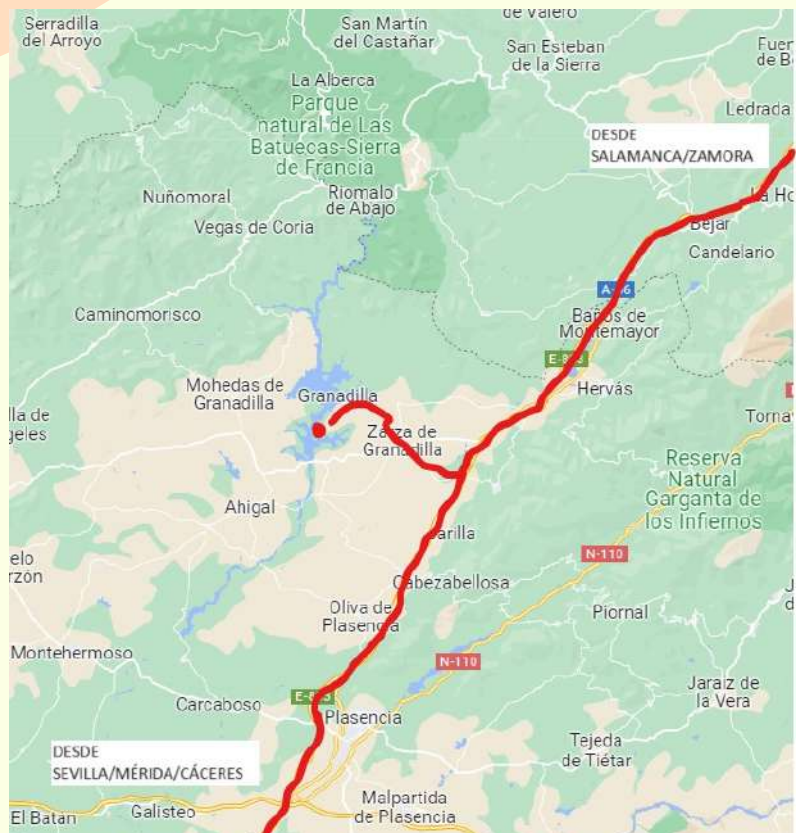 Serradilla
del Arroyo
San Martín
del Castañar
de Valero
San Esteban
de la Sierra
La Alberca
Parque
natural de Las
Batuecas-Sierra
de Francia
Ledrada
DESDE
SALAMANCA/ZAMORA
Nuñomoral
Riomalo
de Abajo
Vegas de Coria
Candelario
Caminomorisco
Baños de
Montemayor
Mohedas de
Granadilla
Granadilla
Hervás
Zarza de
Granadilla
Reserva
Natural
Garganta de
los Infiernos
Ahigal
N-110
Cabezabellosa
Oliva de
Plasencia
Piornal
Montehermoso
N-110
Carcaboso
Plasencia
Jaraíz de
la Vera
DESDE
SEVILLA/MÉRIDA/CÁCERES
Tejeda
de Tiétar
El Batán
Galisteo
Malpartida
de Plasencia